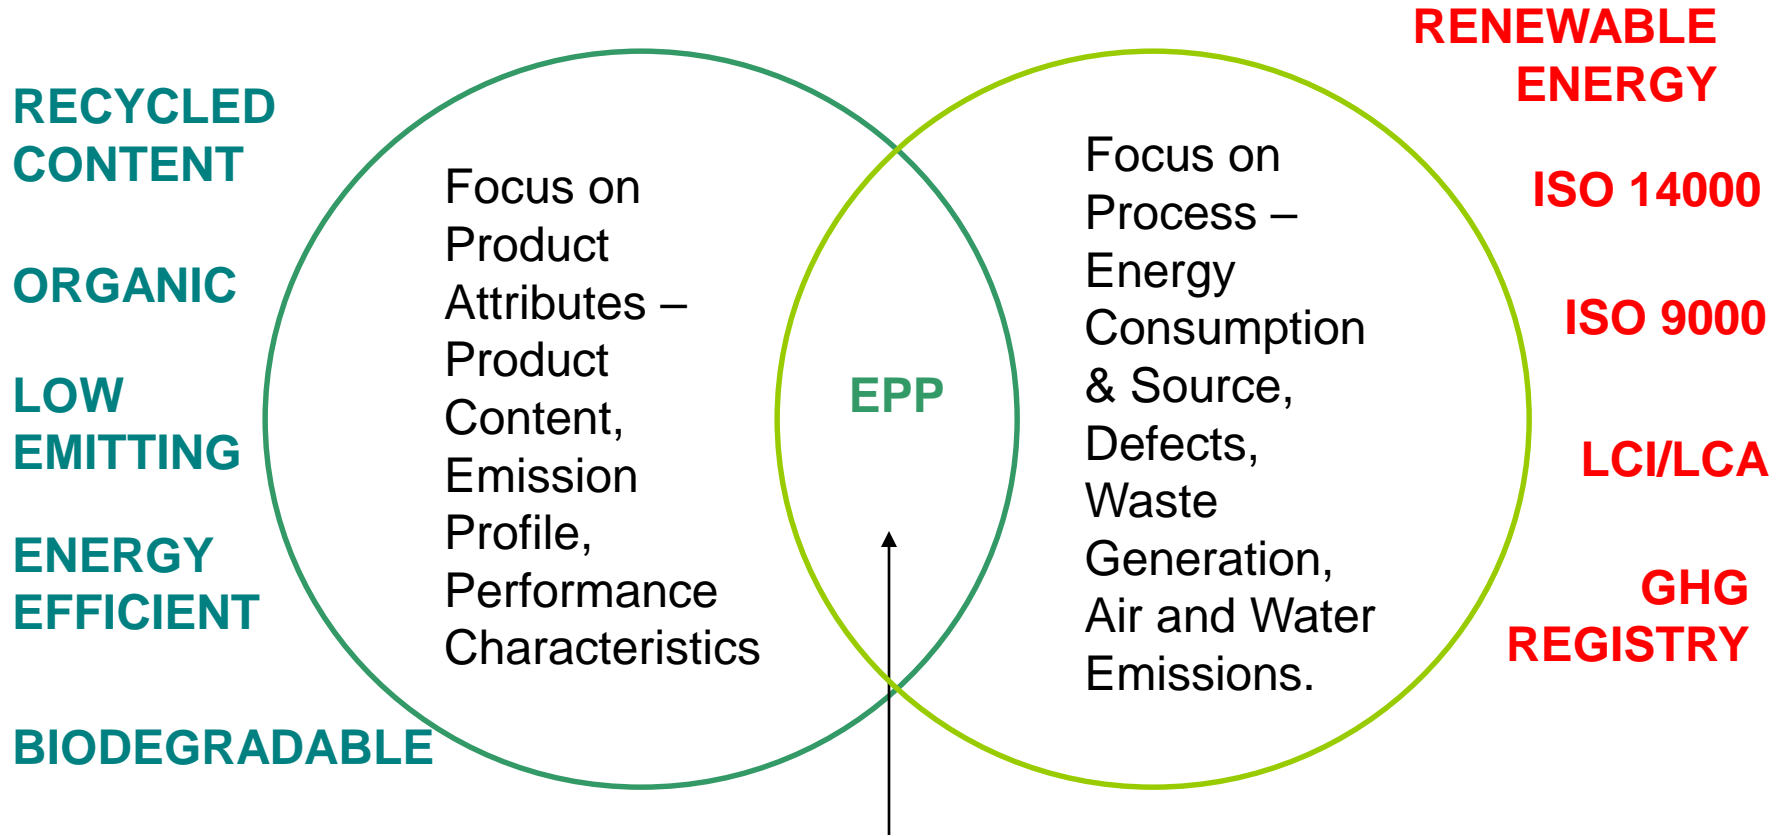 RECYCLED
CONTENT
ORGANIC
LOW
EMITTING
ENERGY
EFFICIENT
BIODEGRADABLE
Focus on
Product
Attributes –
Product
Content,
Emission
Profile,
Performance
Characteristics
EPP
Focus on
Process –
Energy
Consumption
& Source,
Defects,
Waste
Generation,
Air and Water
Emissions.
RENEWABLE
ENERGY
ISO 14000
ISO 9000
LCI/LCA
GHG
REGISTRY